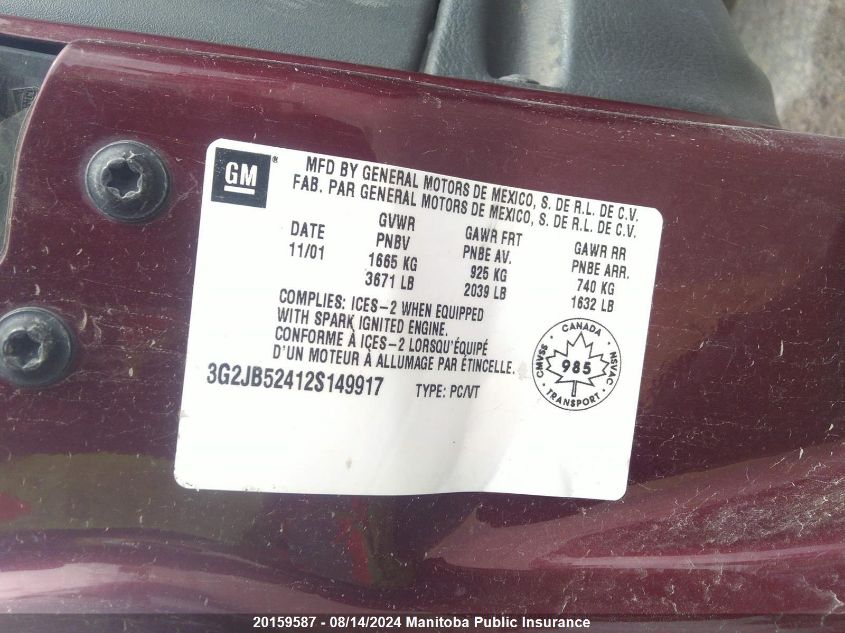 GM ®
MFD BY GENERAL MOTORS DE MEXICO, S. DE R.L. DE C.V.
FAB. PAR GENERAL MOTORS DE MEXICO, S. DE R.L. DE C.V.
DATE GVWR GAWR FRT GAWR RR
11/01 PNBV PNBE AV. PNBE ARR.
1665 KG 925 KG 740 KG
3671 LB 2039 LB 1632 LB
COMPLIES: ICES-2 WHEN EQUIPPED
WITH SPARK IGNITED ENGINE.
CONFORME À ICES-2 LORSQU'ÉQUIPÉ
D'UN MOTEUR À ALLUMAGE PAR ÉTINCELLE.
3G2JB52412S149917 TYPE: PC/VT
CANADA
CMVSS 985 NSVAC
TRANSPORT
20159587 - 08/14/2024 Manitoba Public Insurance